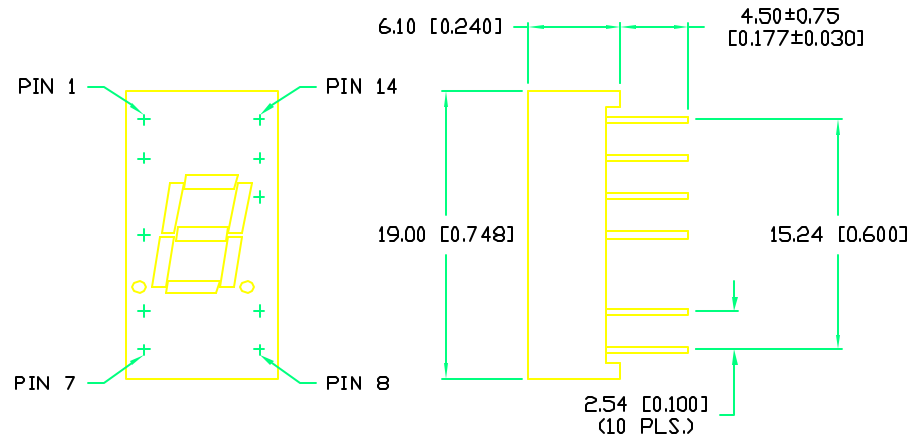 6.10 [0.240]
4.50±0.75
[0.177±0.030]
PIN 1
PIN 14
19.00 [0.748]
15.24 [0.600]
PIN 7
PIN 8
2.54 [0.100]
(10 PLS.)